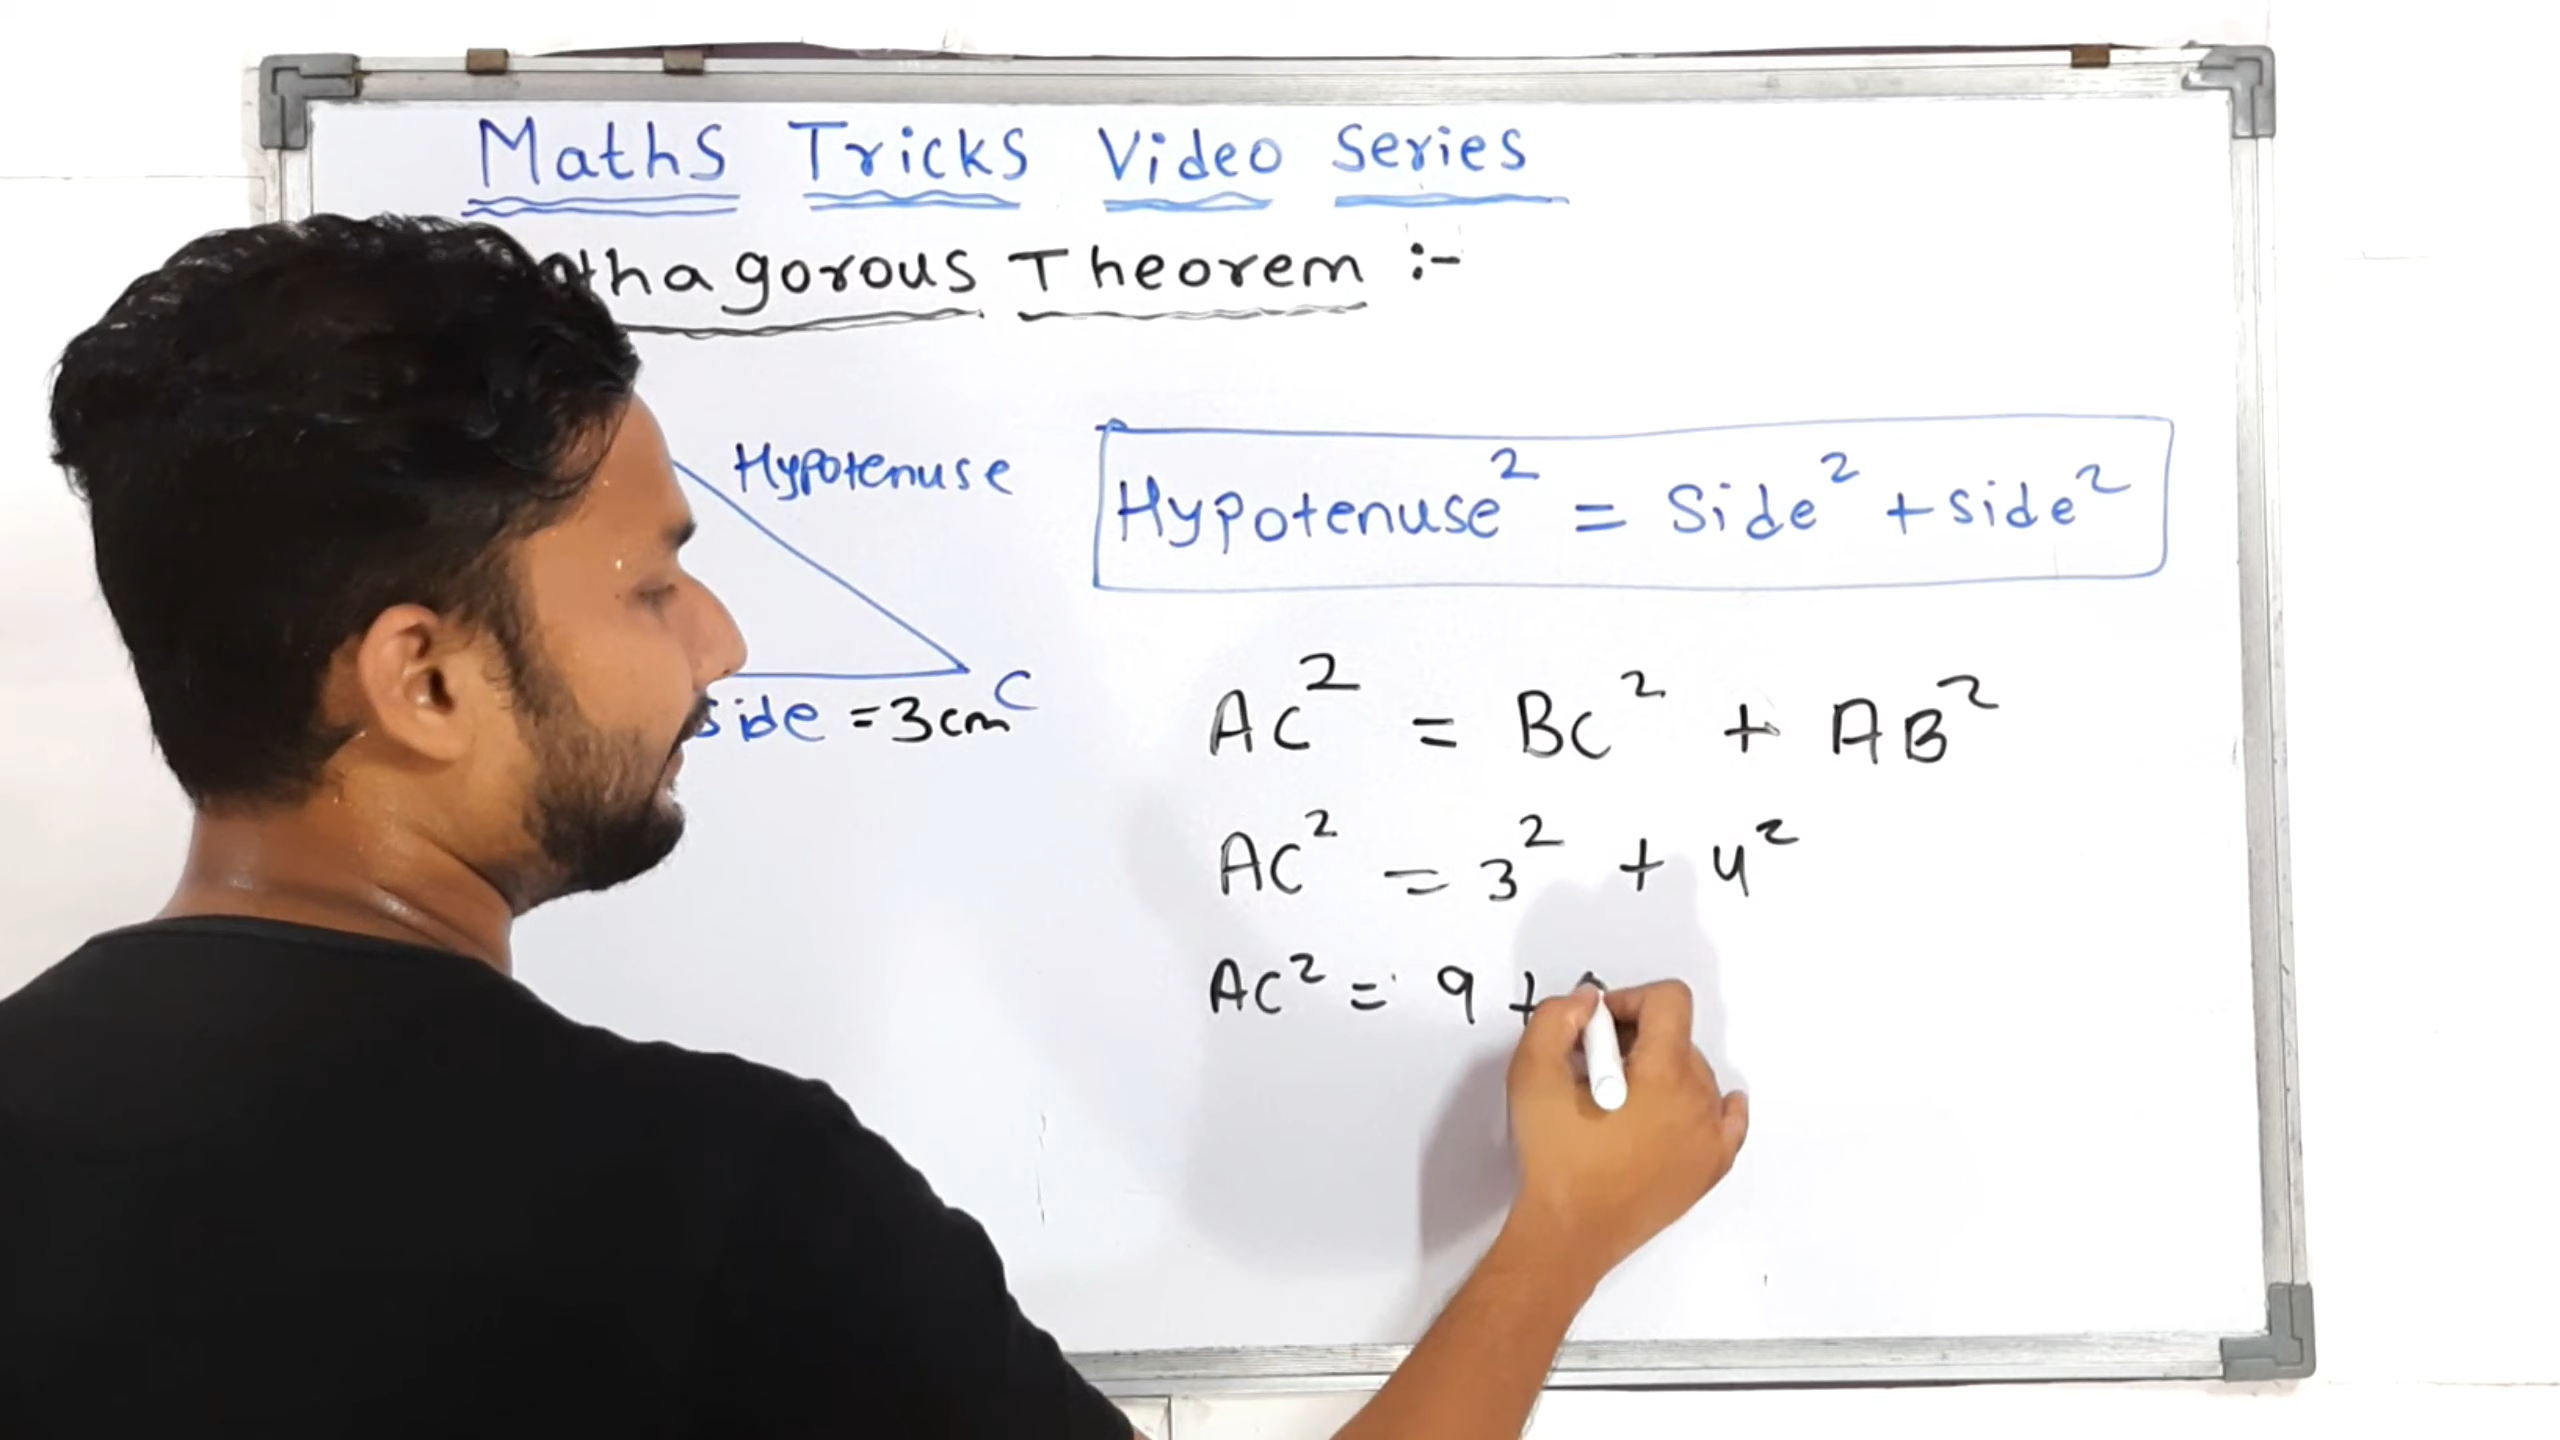 Maths Tricks Video Series
thagorous Theorem :-
Hypotenuse
Hypotenuse² = Side² + side²
C
side = 3cm
AC² = BC² + AB²
AC² = 3² + 4²
AC² = 9 +